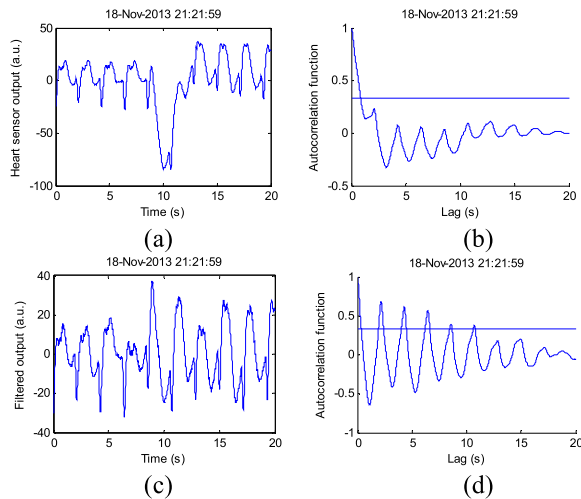 18-Nov-2013 21:21:59
Heart sensor output (a.u.)
50
0
-50
-100
0 5 10 15 20
Time (s)
(a)
18-Nov-2013 21:21:59
Autocorrelation function
1
0.5
0
-0.5
0 5 10 15 20
Lag (s)
(b)
18-Nov-2013 21:21:59
Filtered output (a.u.)
40
20
0
-20
-40
0 5 10 15 20
Time (s)
(c)
18-Nov-2013 21:21:59
Autocorrelation function
1
0.5
0
-0.5
-1
0 5 10 15 20
Lag (s)
(d)